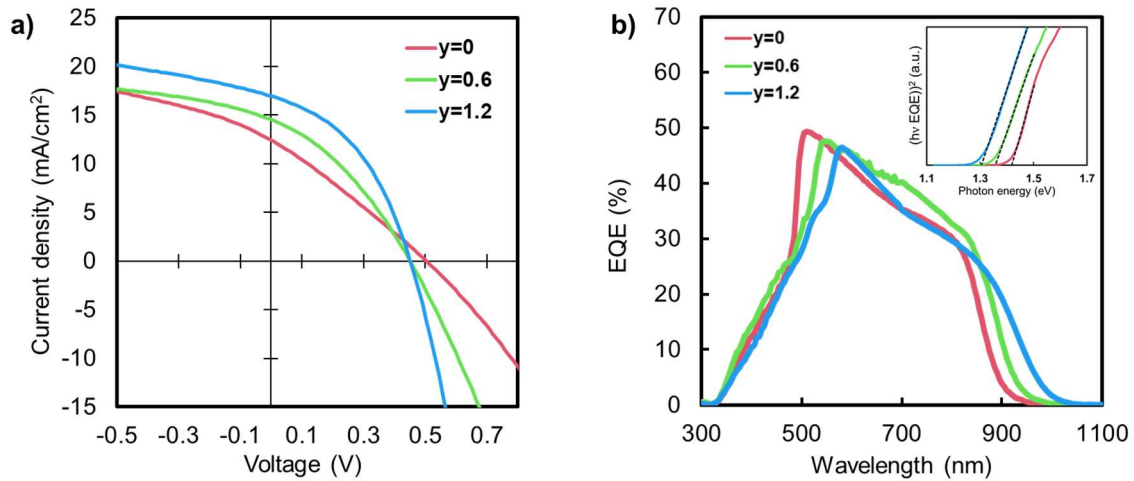 a)
25
20
15
10
5
0
-5
-10
-15
Current density (mA/cm²)
-0.5 -0.3 -0.1 0.1 0.3 0.5 0.7
Voltage (V)
y=0
y=0.6
y=1.2
b)
70
60
50
40
30
20
10
0
EQE (%)
300 500 700 900 1100
Wavelength (nm)
y=0
y=0.6
y=1.2
(hν EQE))² (a.u.)
1.1 1.3 1.5 1.7
Photon energy (eV)